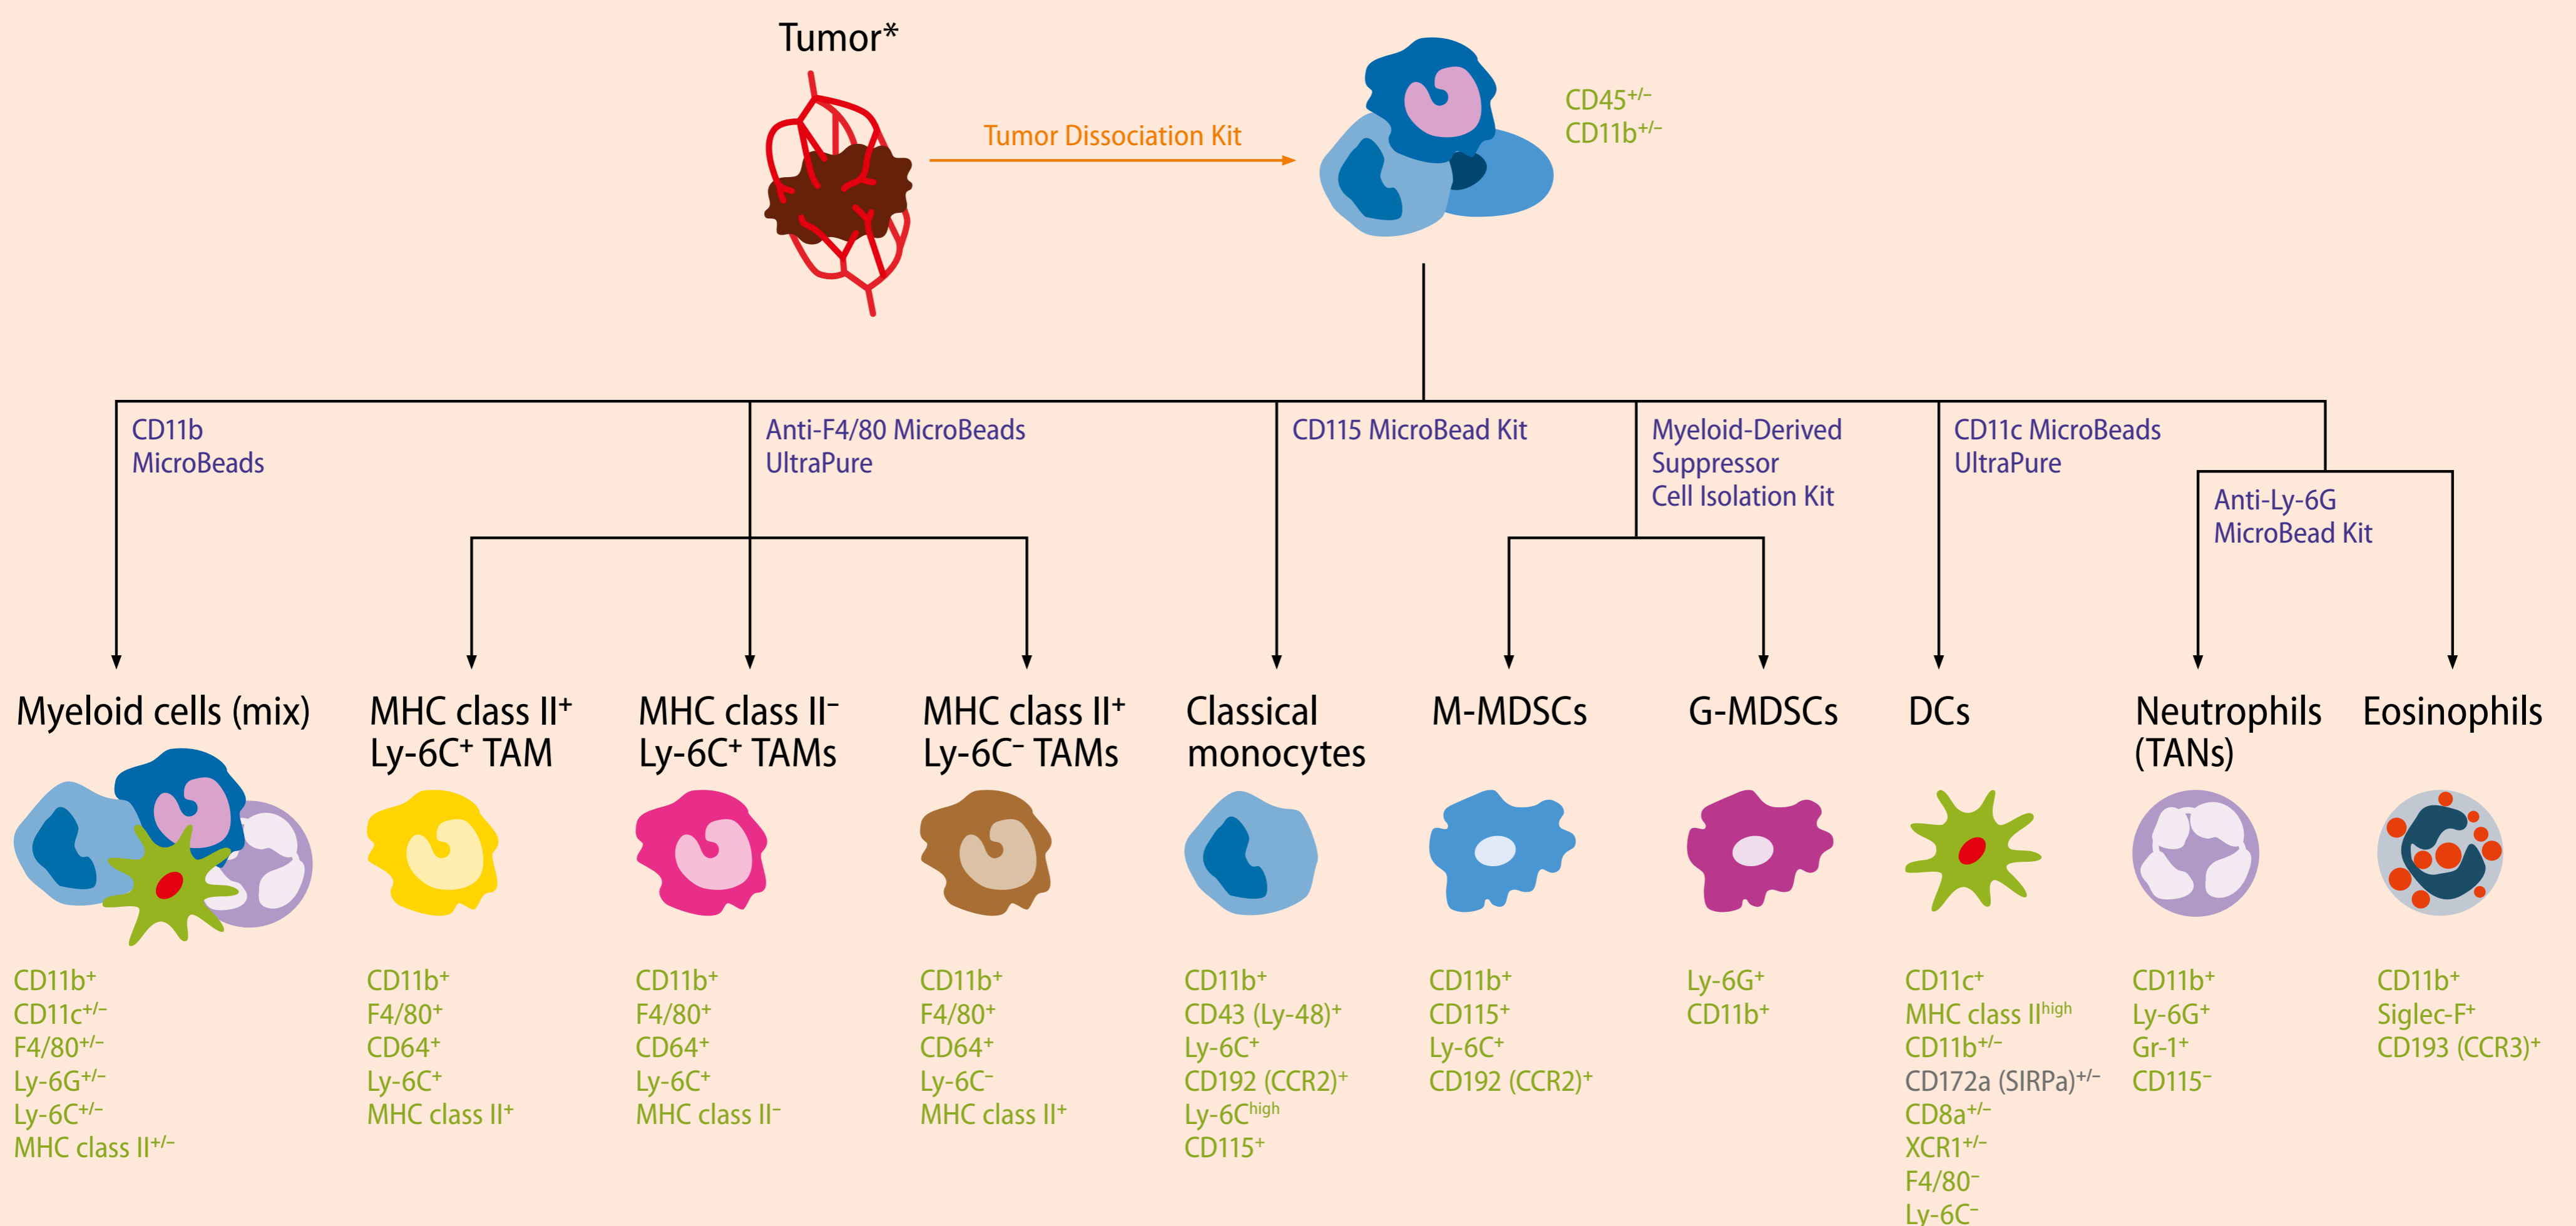 Tumor*
Tumor Dissociation Kit
CD45+/–
CD11b+/–
CD11b
MicroBeads
Anti-F4/80 MicroBeads
UltraPure
CD115 MicroBead Kit
Myeloid-Derived
Suppressor
Cell Isolation Kit
CD11c MicroBeads
UltraPure
Anti-Ly-6G
MicroBead Kit
Myeloid cells (mix)
MHC class II+
Ly-6C+ TAM
MHC class II–
Ly-6C+ TAMs
MHC class II+
Ly-6C– TAMs
Classical
monocytes
M-MDSCs
G-MDSCs
DCs
Neutrophils
(TANs)
Eosinophils
CD11b+
CD11c+/–
F4/80+/–
Ly-6G+/–
Ly-6C+/–
MHC class II+/–
CD11b+
F4/80+
CD64+
Ly-6C+
MHC class II+
CD11b+
F4/80+
CD64+
Ly-6C+
MHC class II–
CD11b+
F4/80+
CD64+
Ly-6C–
MHC class II+
CD11b+
CD43 (Ly-48)+
Ly-6C+
CD192 (CCR2)+
Ly-6Chigh
CD115+
CD11b+
CD115+
Ly-6C+
CD192 (CCR2)+
Ly-6G+
CD11b+
CD11c+
MHC class IIhigh
CD11b+/–
CD172a (SIRPa)+/–
CD8a+/–
XCR1+/–
F4/80–
Ly-6C–
CD11b+
Ly-6G+
Gr-1+
CD115–
CD11b+
Siglec-F+
CD193 (CCR3)+